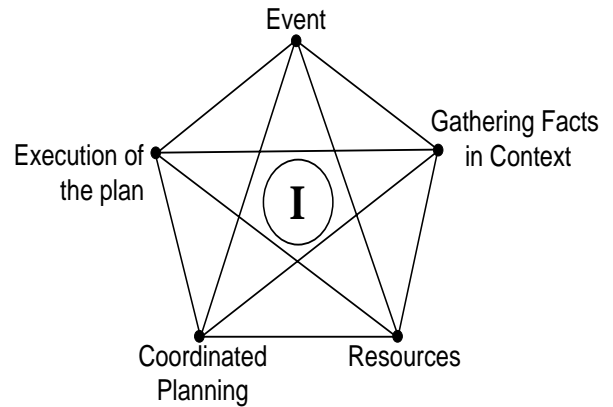 Event
Gathering Facts
in Context
Execution of
the plan
I
Coordinated
Planning
Resources